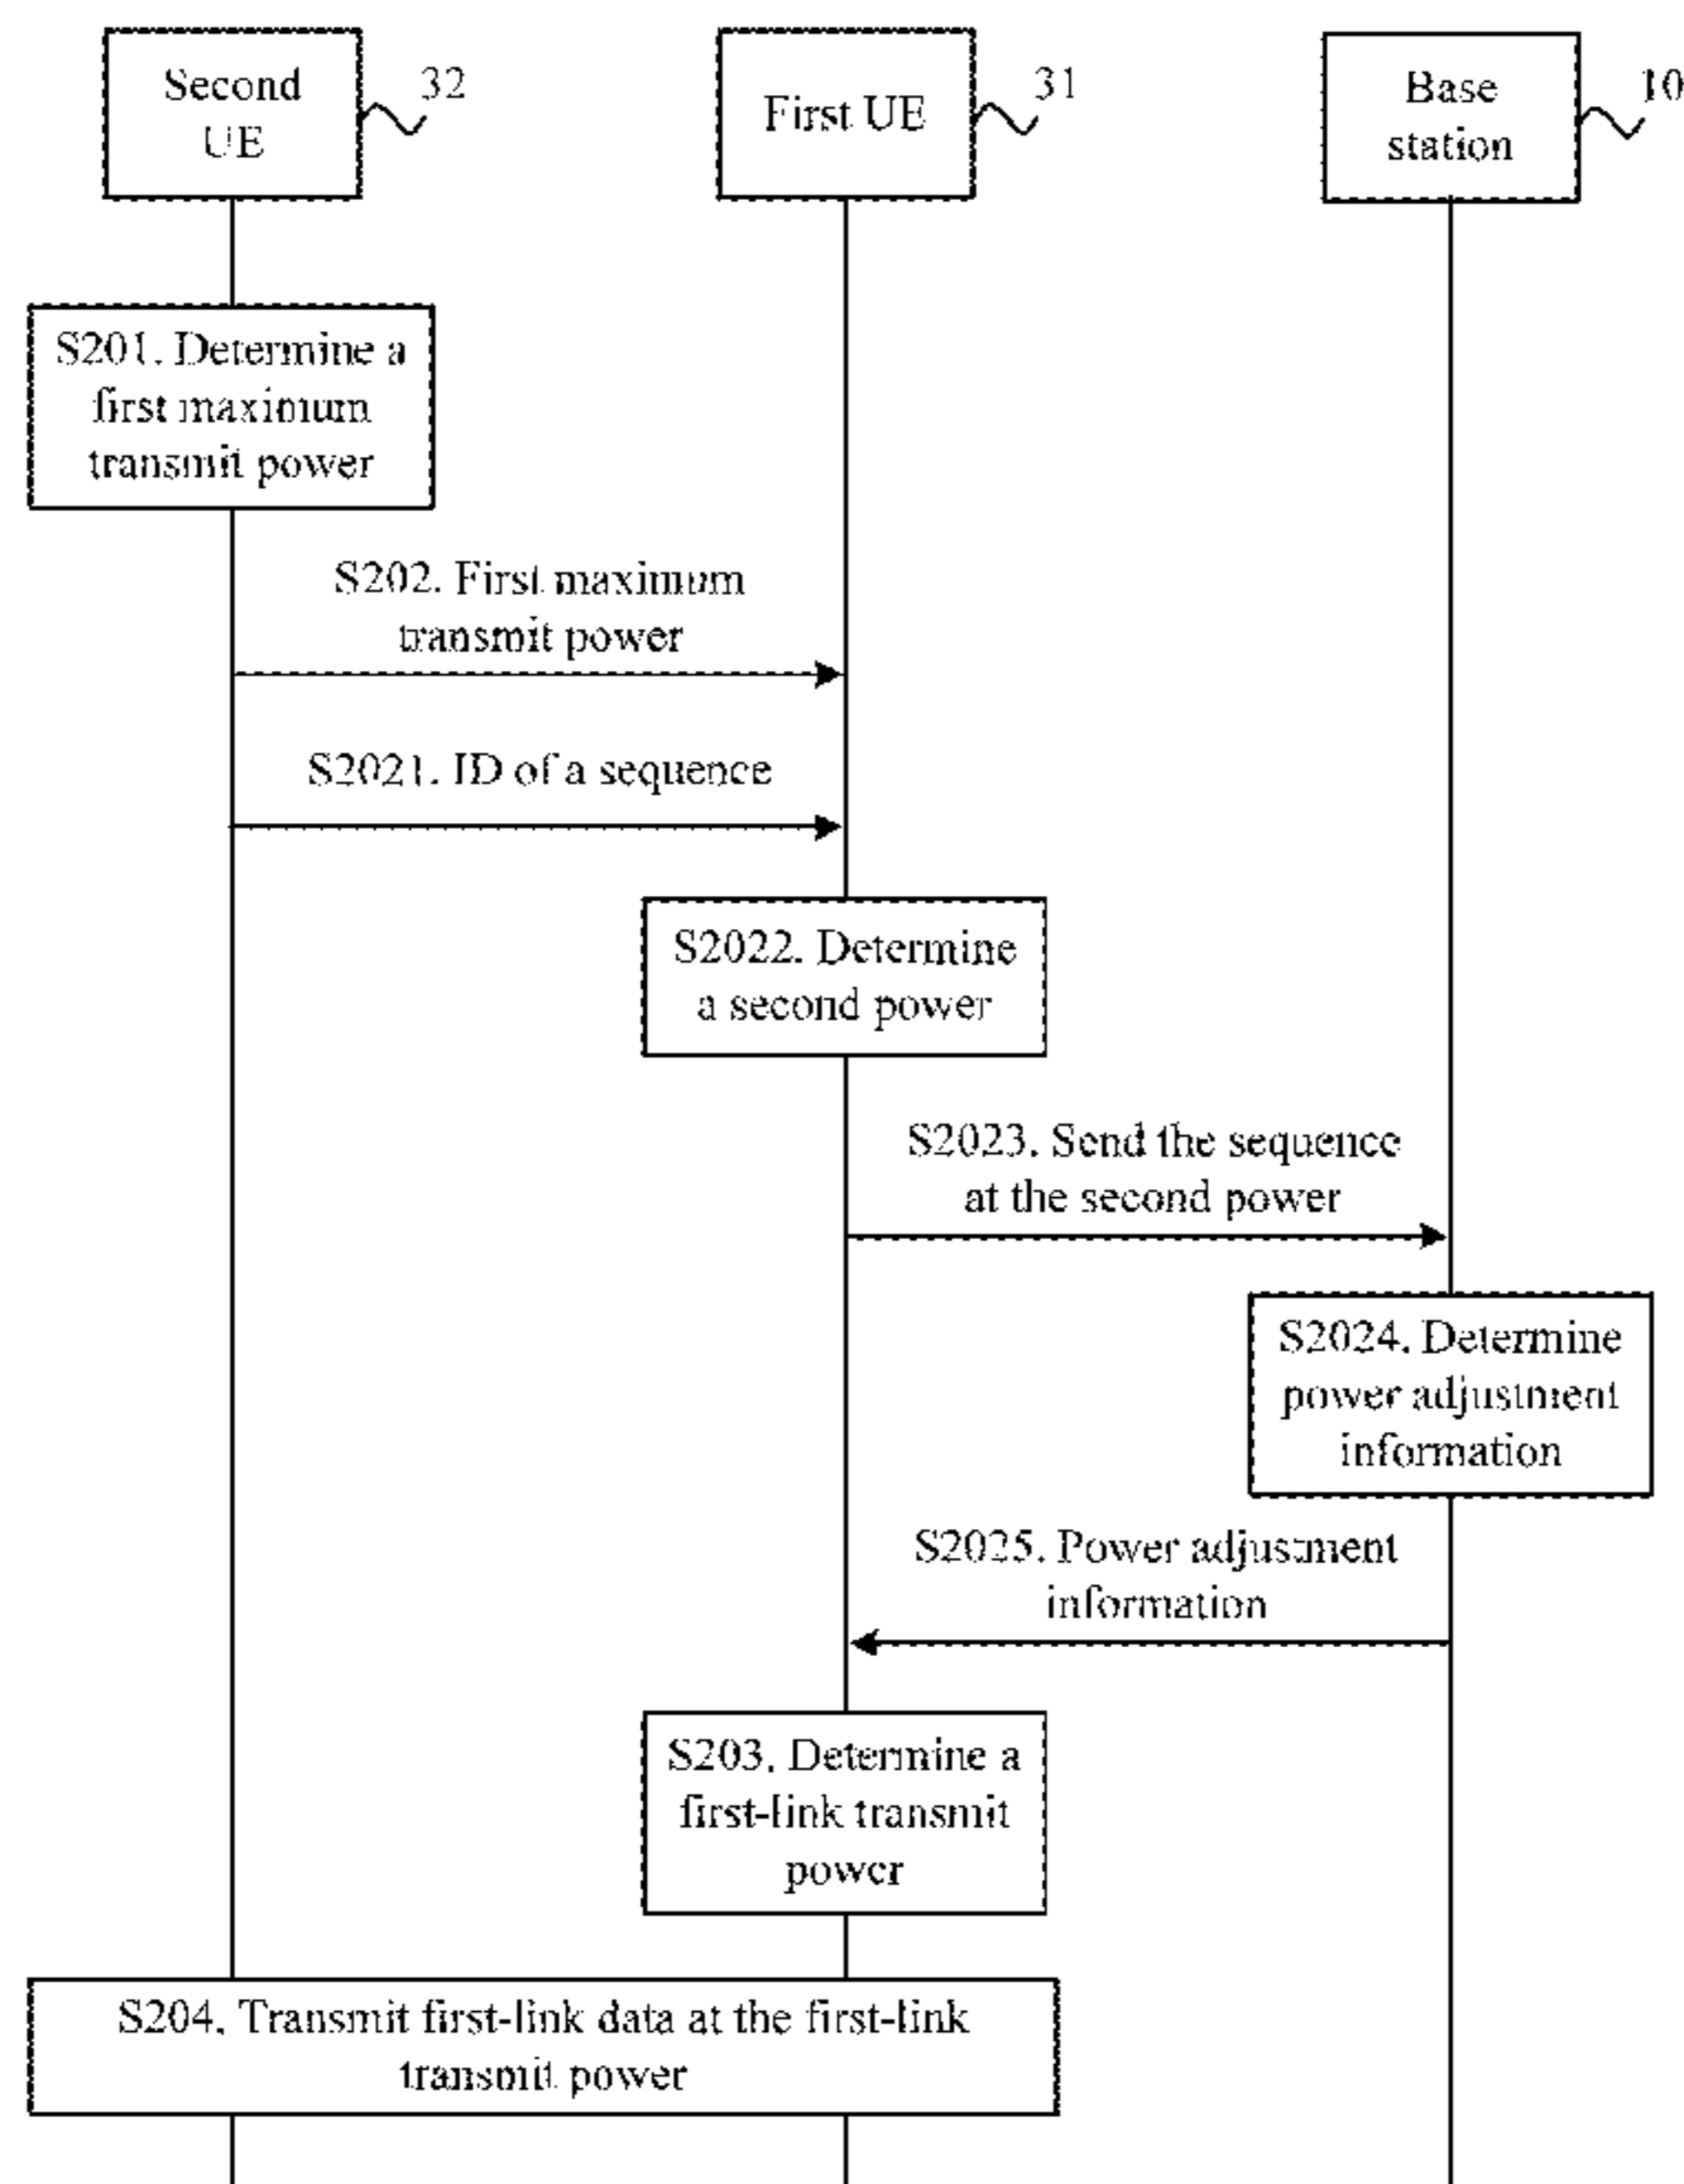 Second
UE
32
First UE
31
Base
station
10
S201. Determine a
first maximum
transmit power
S202. First maximum
transmit power
S2021. ID of a sequence
S2022. Determine
a second power
S2023. Send the sequence
at the second power
S2024. Determine
power adjustment
information
S2025. Power adjustment
information
S203. Determine a
first-link transmit
power
S204. Transmit first-link data at the first-link
transmit power